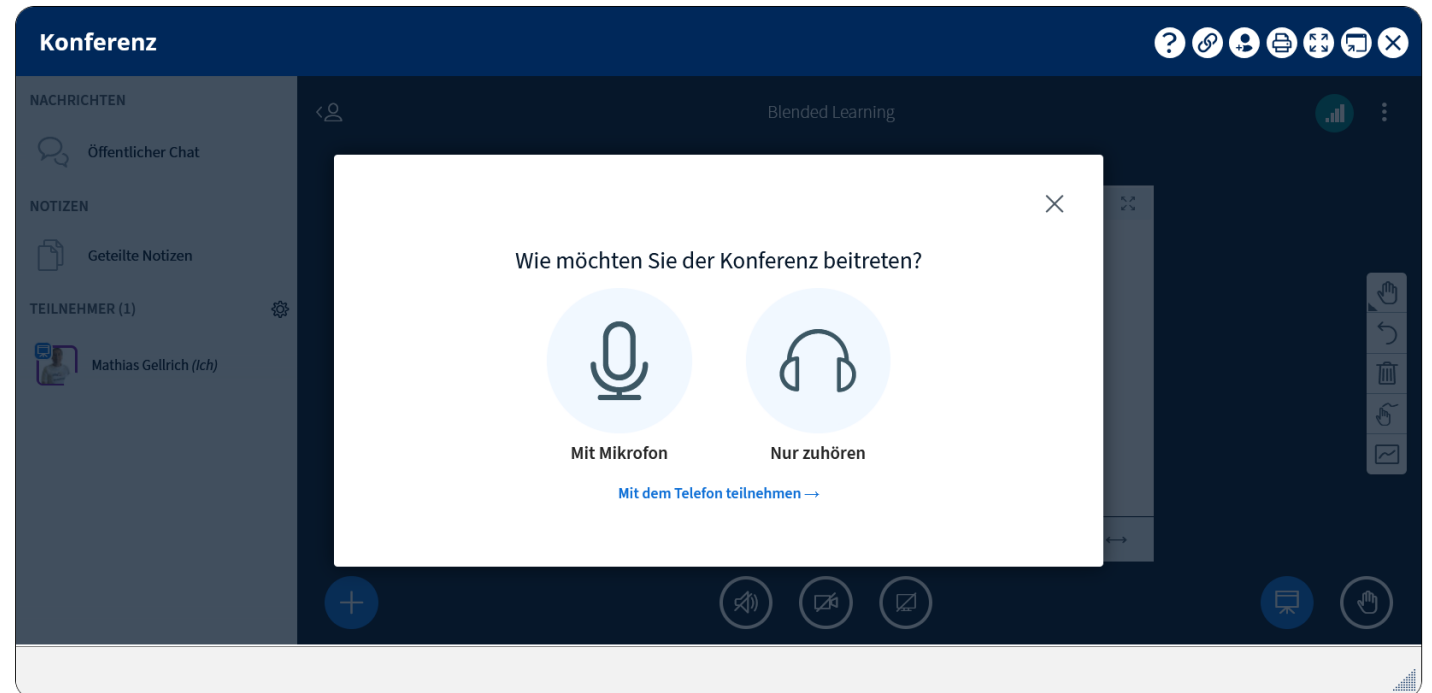 Konferenz
NACHRICHTEN
Öffentlicher Chat
NOTIZEN
Geteilte Notizen
TEILNEHMER (1)
Mathias Gellrich (Ich)
Blended Learning
Wie möchten Sie der Konferenz beitreten?
Mit Mikrofon
Nur zuhören
Mit dem Telefon teilnehmen →